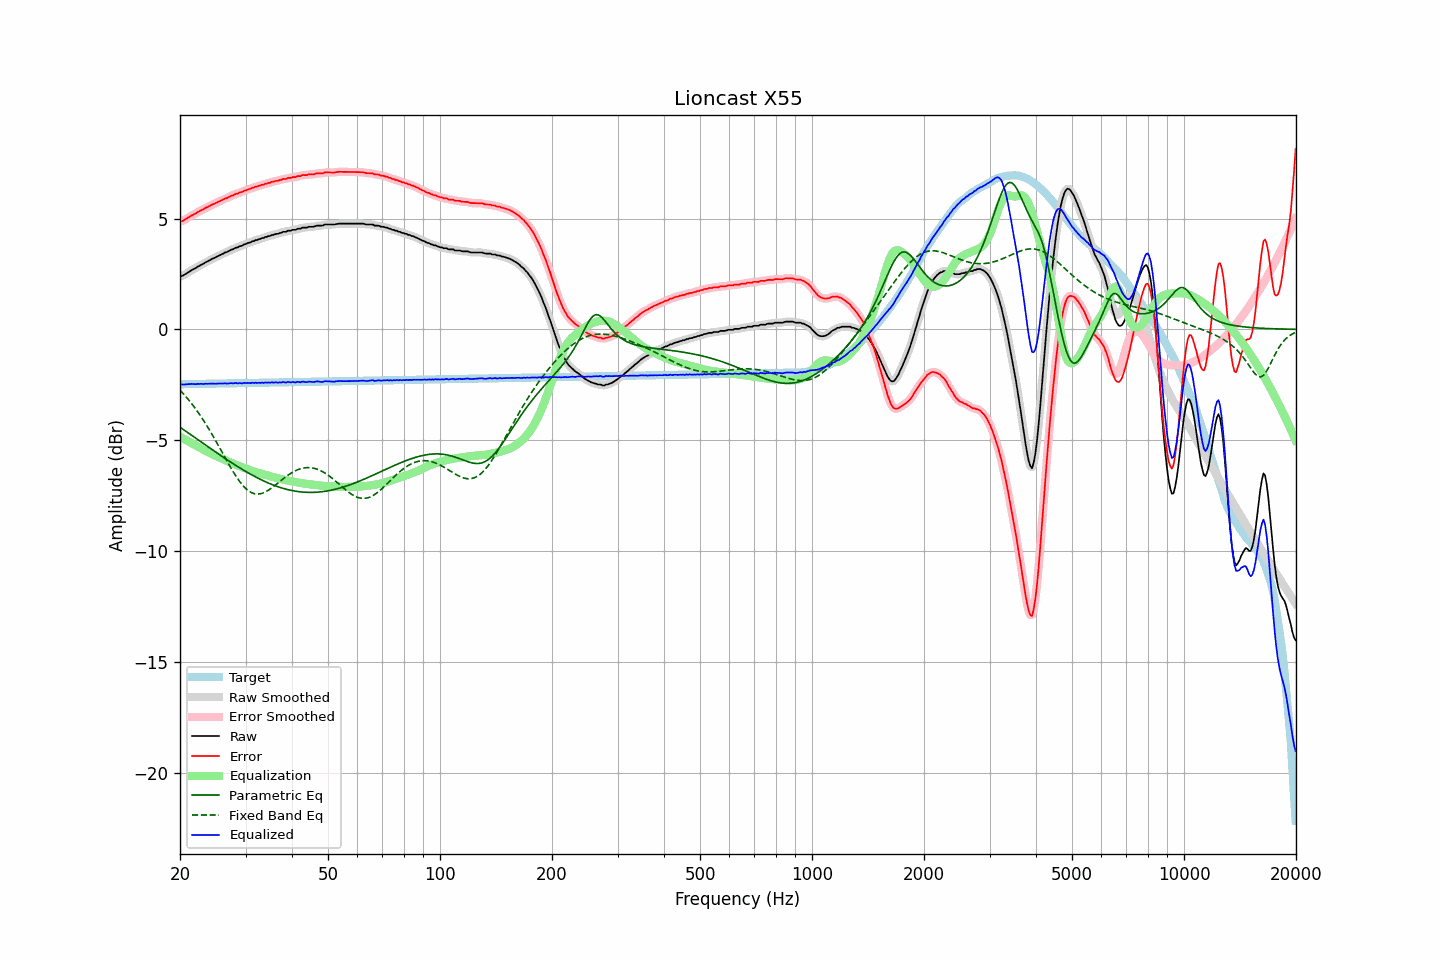 Lioncast X55
Amplitude (dBr)
5
0
−5
−10
−15
−20
Target
Raw Smoothed
Error Smoothed
Raw
Error
Equalization
Parametric Eq
Fixed Band Eq
Equalized
20 50 100 200 500 1000 2000 5000 10000 20000
Frequency (Hz)